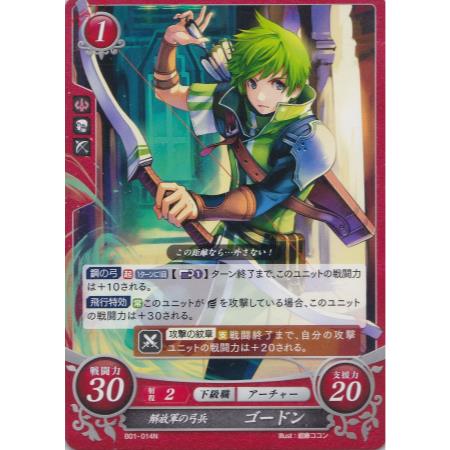 1
この距離なら…外さない!
鋼の弓 起 1ターンに1回 【 1】ターン終了まで、このユニットの戦闘力
は+10される。
飛行特効 常 このユニットが を攻撃している場合、このユニット
の戦闘力は+30される。
攻撃の紋章 支 戦闘終了まで、自分の攻撃
ユニットの戦闘力は+20される。
戦闘力
30
射程 2 下級職 アーチャー
支援力
20
解放軍の弓兵 ゴードン
B01-014N